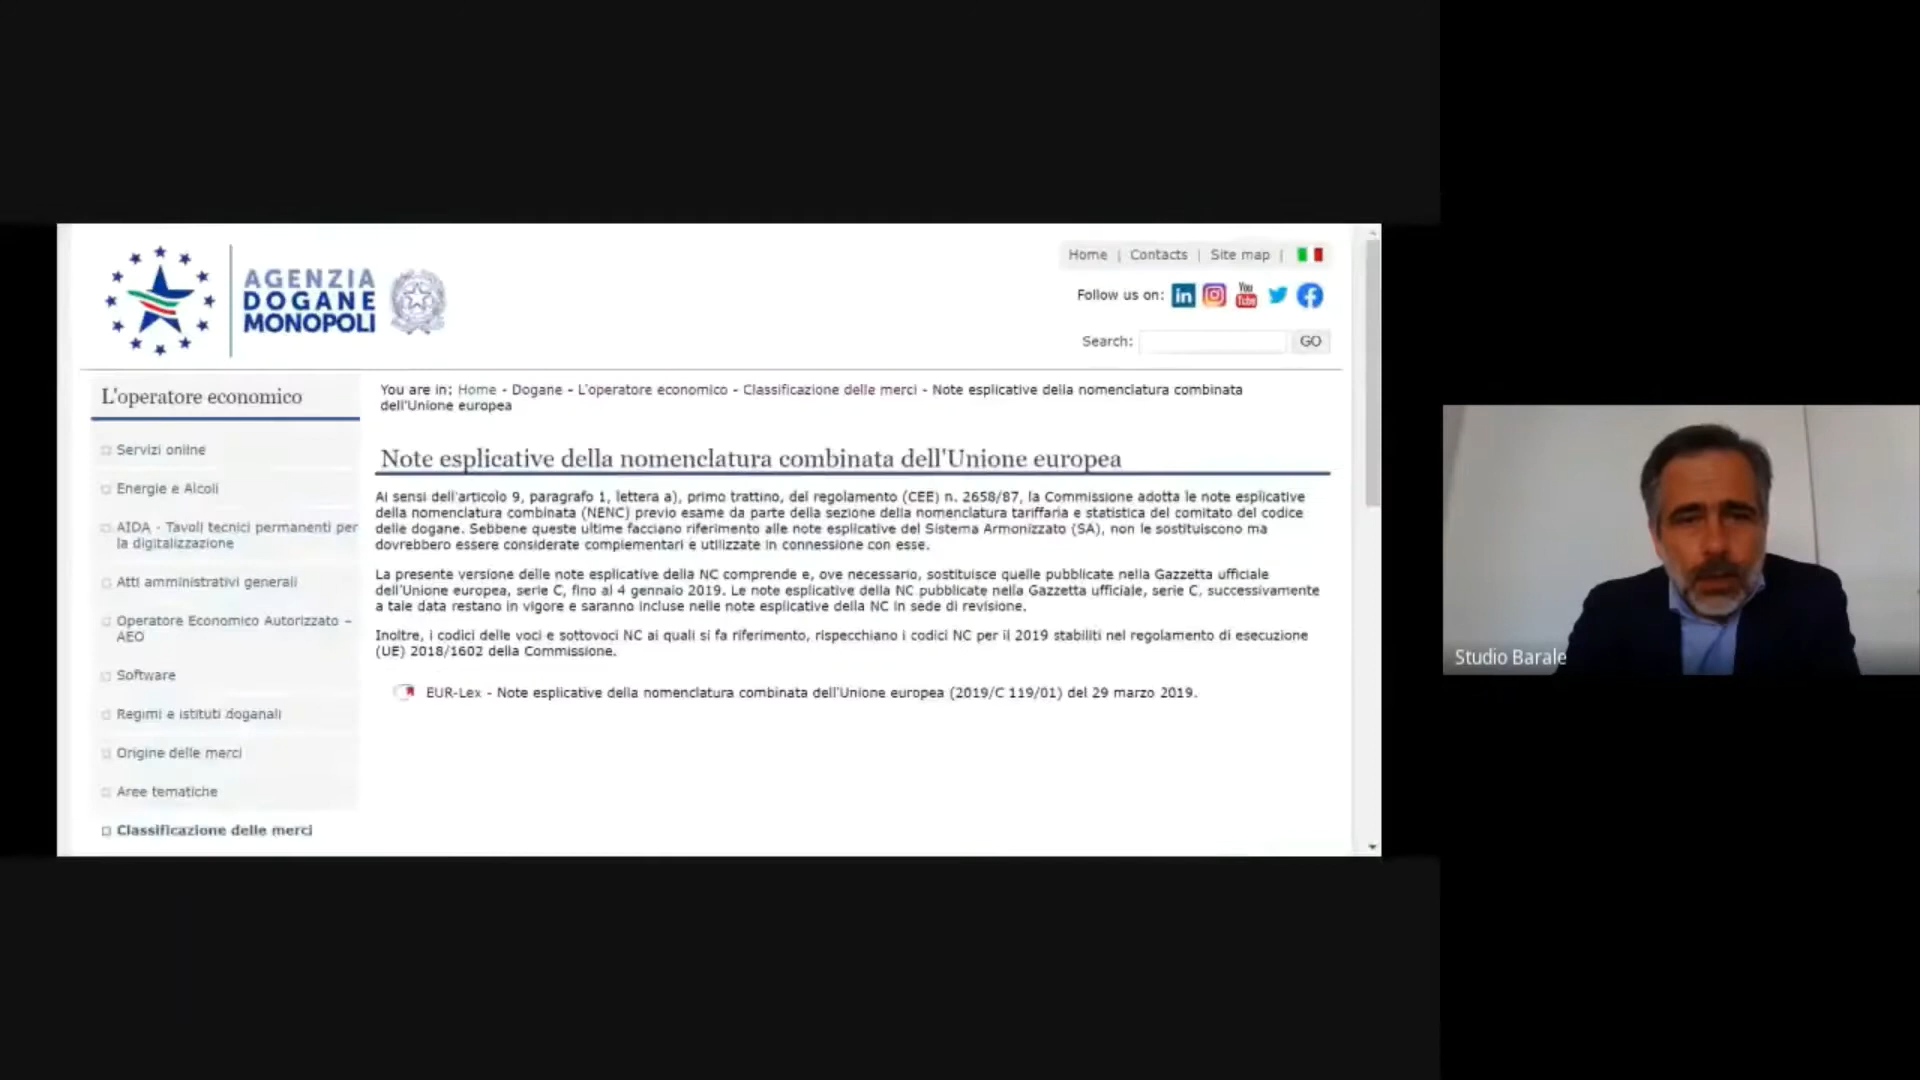 AGENZIA
DOGANE
MONOPOLI
Home | Contacts | Site map |
Follow us on:
in
You
Tube
Search:
GO
L'operatore economico
Servizi online
Energie e Alcoli
AIDA - Tavoli tecnici permanenti per
la digitalizzazione
Atti amministrativi generali
Operatore Economico Autorizzato –
AEO
Software
Regimi e istituti doganali
Origine delle merci
Aree tematiche
Classificazione delle merci
You are in: Home - Dogane - L'operatore economico - Classificazione delle merci - Note esplicative della nomenclatura combinata
dell'Unione europea
Note esplicative della nomenclatura combinata dell'Unione europea
Ai sensi dell'articolo 9, paragrafo 1, lettera a), primo trattino, del regolamento (CEE) n. 2658/87, la Commissione adotta le note esplicative
della nomenclatura combinata (NENC) previo esame da parte della sezione della nomenclatura tariffaria e statistica del comitato del codice
delle dogane. Sebbene queste ultime facciano riferimento alle note esplicative del Sistema Armonizzato (SA), non le sostituiscono ma
dovrebbero essere considerate complementari e utilizzate in connessione con esse.
La presente versione delle note esplicative della NC comprende e, ove necessario, sostituisce quelle pubblicate nella Gazzetta ufficiale
dell'Unione europea, serie C, fino al 4 gennaio 2019. Le note esplicative della NC pubblicate nella Gazzetta ufficiale, serie C, successivamente
a tale data restano in vigore e saranno incluse nelle note esplicative della NC in sede di revisione.
Inoltre, i codici delle voci e sottovoci NC ai quali si fa riferimento, rispecchiano i codici NC per il 2019 stabiliti nel regolamento di esecuzione
(UE) 2018/1602 della Commissione.
EUR-Lex - Note esplicative della nomenclatura combinata dell'Unione europea (2019/C 119/01) del 29 marzo 2019.
Studio Barale